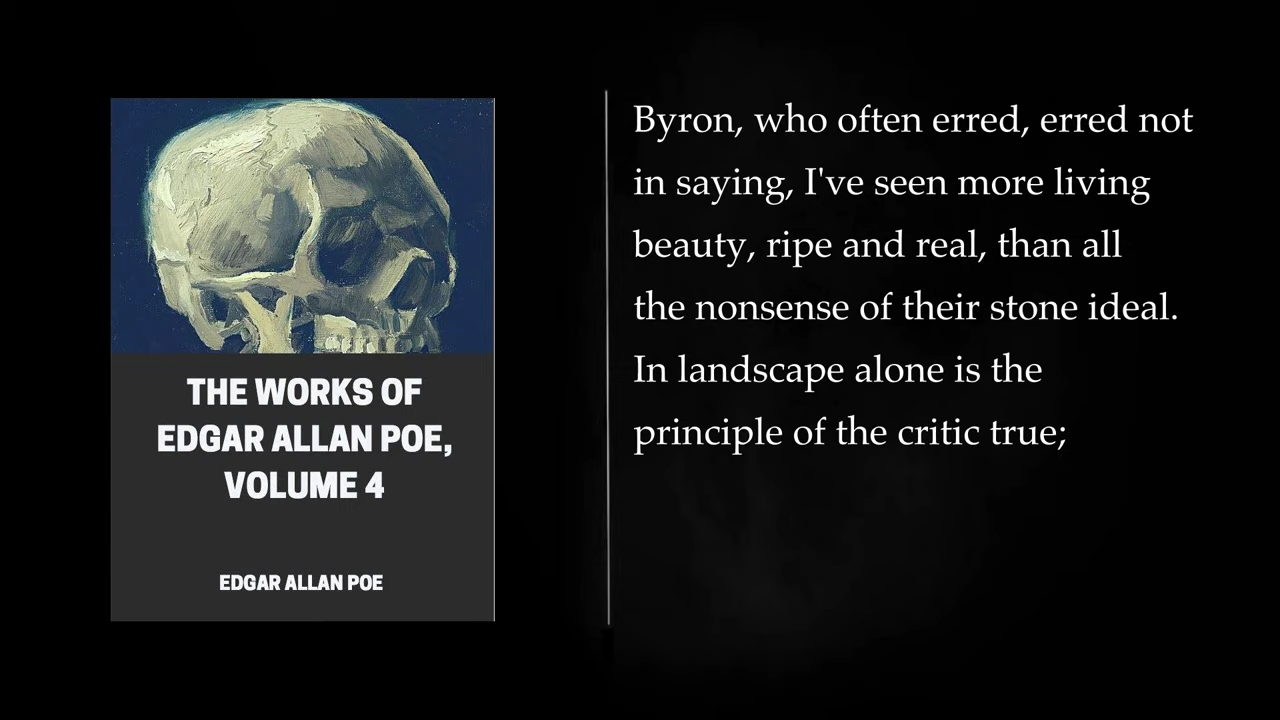 THE WORKS OF
EDGAR ALLAN POE,
VOLUME 4
EDGAR ALLAN POE
Byron, who often erred, erred not
in saying, I've seen more living
beauty, ripe and real, than all
the nonsense of their stone ideal.
In landscape alone is the
principle of the critic true;